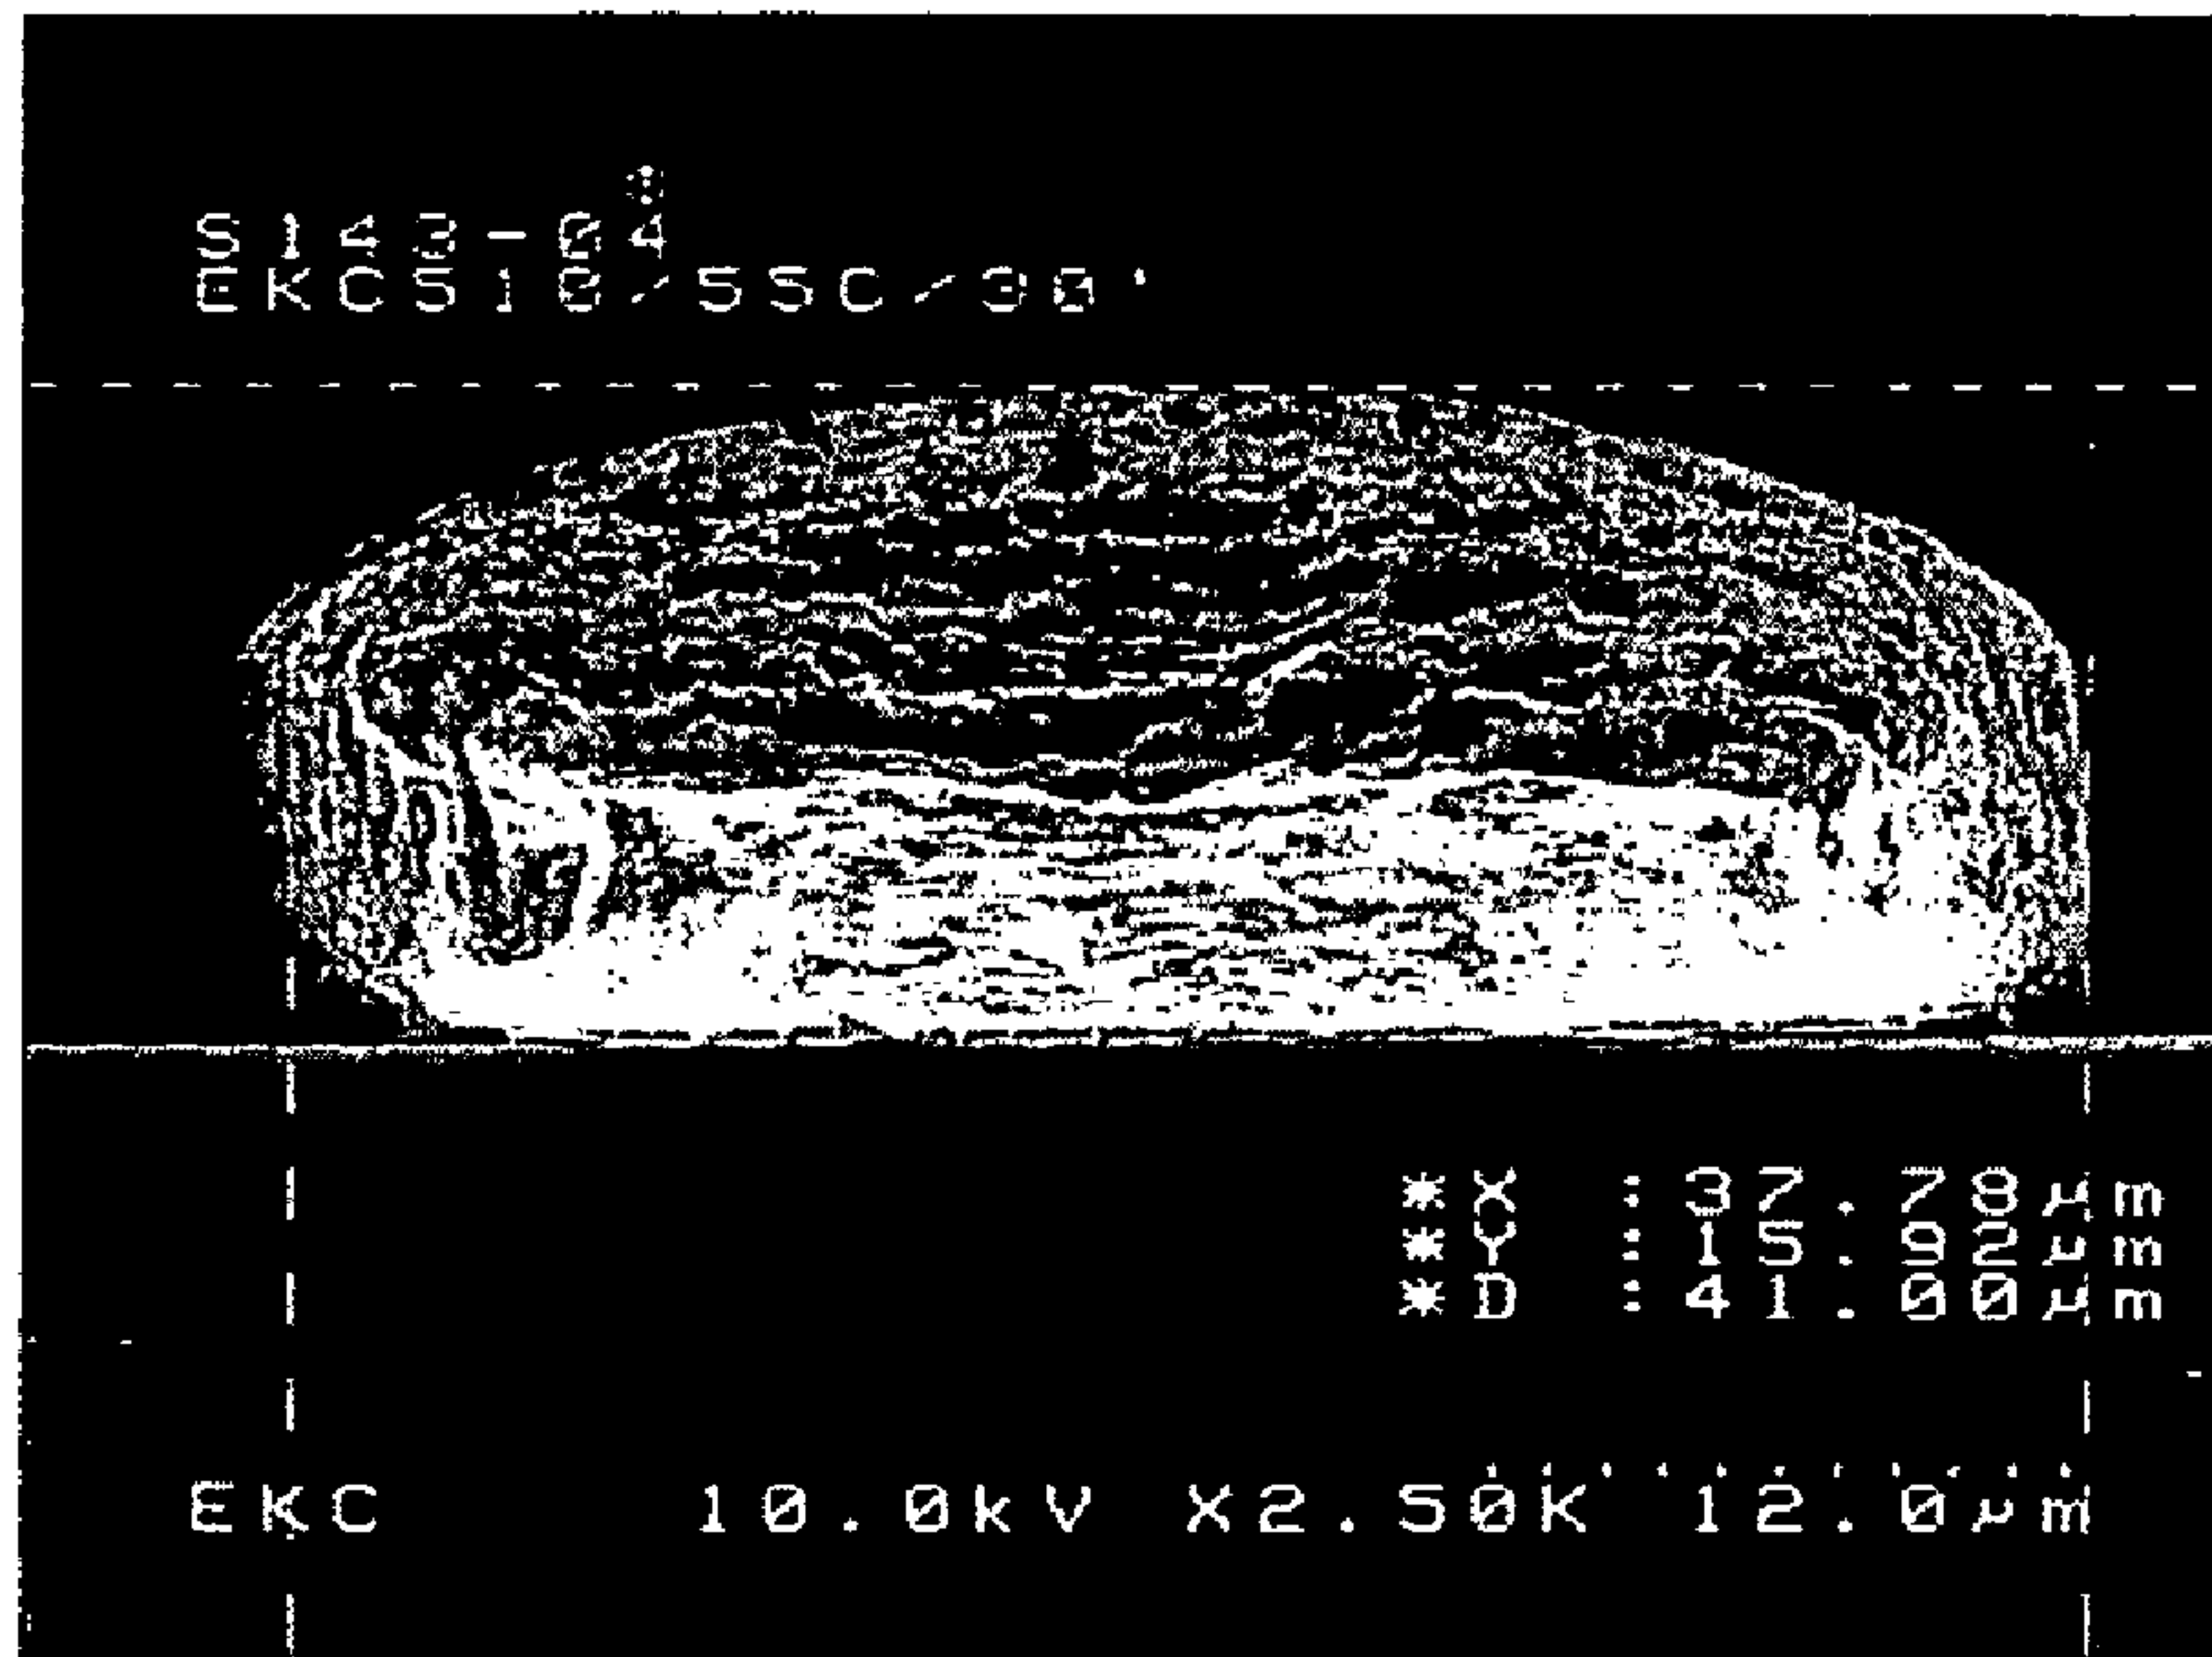 S143-04
EKC510/55C/30'
*X :37.78µm
*Y :15.92µm
*D :41.00µm
EKC 10.0kV X2.50K 12.0µm